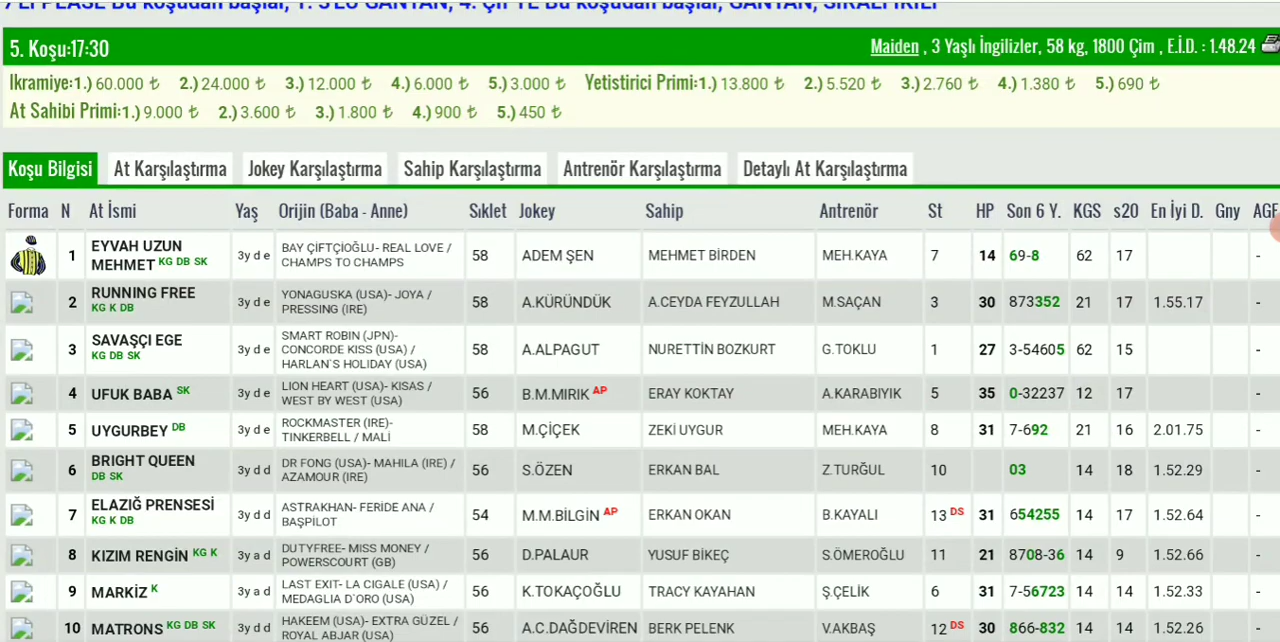 5. Koşu:17:30 Maiden , 3 Yaşlı İngilizler, 58 kg, 1800 Çim , E.İ.D. : 1.48.24
Ikramiye:1.) 60.000 ₺ 2.) 24.000 ₺ 3.) 12.000 ₺ 4.) 6.000 ₺ 5.) 3.000 ₺ Yetistirici Primi:1.) 13.800 ₺ 2.) 5.520 ₺ 3.) 2.760 ₺ 4.) 1.380 ₺ 5.) 690 ₺
At Sahibi Primi:1.) 9.000 ₺ 2.) 3.600 ₺ 3.) 1.800 ₺ 4.) 900 ₺ 5.) 450 ₺
Koşu Bilgisi At Karşılaştırma Jokey Karşılaştırma Sahip Karşılaştırma Antrenör Karşılaştırma Detaylı At Karşılaştırma
Forma N At İsmi Yaş Orijin (Baba - Anne) Sıklet Jokey Sahip Antrenör St HP Son 6 Y. KGS s20 En İyi D. Gny AGF
1 EYVAH UZUN MEHMET KG DB SK 3y d e BAY ÇİFTÇİOĞLU- REAL LOVE / CHAMPS TO CHAMPS 58 ADEM ŞEN MEHMET BİRDEN MEH.KAYA 7 14 69-8 62 17 -
2 RUNNING FREE KG K DB 3y d e YONAGUSKA (USA)- JOYA / PRESSING (IRE) 58 A.KÜRÜNDÜK A.CEYDA FEYZULLAH M.SAÇAN 3 30 873352 21 17 1.55.17 -
3 SAVAŞÇI EGE KG DB SK 3y d e SMART ROBIN (JPN)- CONCORDE KISS (USA) / HARLAN`S HOLIDAY (USA) 58 A.ALPAGUT NURETTİN BOZKURT G.TOKLU 1 27 3-54605 62 15 -
4 UFUK BABA SK 3y d e LION HEART (USA)- KISAS / WEST BY WEST (USA) 56 B.M.MIRIK AP ERAY KOKTAY A.KARABIYIK 5 35 0-32237 12 17 -
5 UYGURBEY DB 3y d e ROCKMASTER (IRE)- TINKERBELL / MALİ 58 M.ÇİÇEK ZEKİ UYGUR MEH.KAYA 8 31 7-692 21 16 2.01.75 -
6 BRIGHT QUEEN DB SK 3y d d DR FONG (USA)- MAHILA (IRE) / AZAMOUR (IRE) 56 S.ÖZEN ERKAN BAL Z.TURĞUL 10 03 14 18 1.52.29 -
7 ELAZIĞ PRENSESİ KG K DB 3y d d ASTRAKHAN- FERİDE ANA / BAŞPILOT 54 M.M.BİLGİN AP ERKAN OKAN B.KAYALI 13 DS 31 654255 14 17 1.52.64 -
8 KIZIM RENGİN KG K 3y a d DUTYFREE- MISS MONEY / POWERSCOURT (GB) 56 D.PALAUR YUSUF BİKEÇ S.ÖMEROĞLU 11 21 8708-36 14 9 1.52.66 -
9 MARKİZ K 3y a d LAST EXIT- LA CIGALE (USA) / MEDAGLIA D`ORO (USA) 56 K.TOKAÇOĞLU TRACY KAYAHAN Ş.ÇELİK 6 31 7-56723 14 14 1.52.33 -
10 MATRONS KG DB SK 3y d d HAKEEM (USA)- EXTRA GÜZEL / ROYAL ABJAR (USA) 56 A.C.DAĞDEVİREN BERK PELENK V.AKBAŞ 12 DS 30 866-832 14 14 1.52.26 -